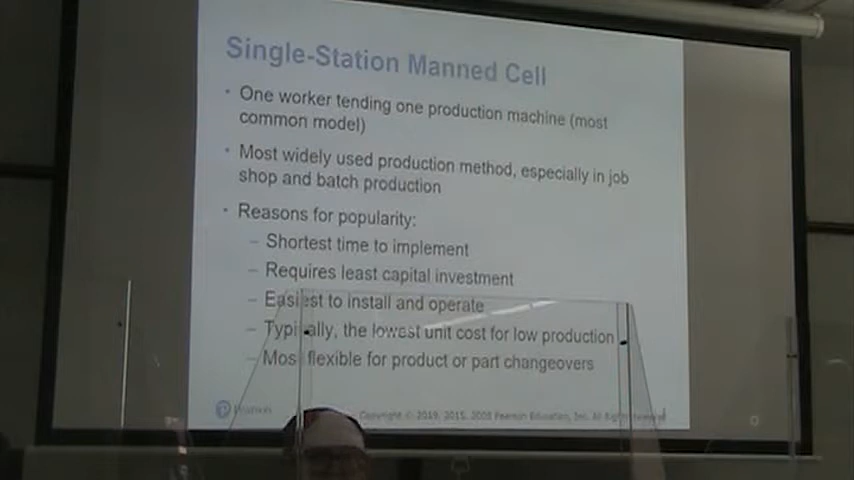 Single-Station Manned Cell
• One worker tending one production machine (most
common model)
• Most widely used production method, especially in job
shop and batch production
• Reasons for popularity:
– Shortest time to implement
– Requires least capital investment
– Easiest to install and operate
– Typically, the lowest unit cost for low production
– Most flexible for product or part changeovers
Pearson
Copyright © 2019, 2015, 2008 Pearson Education, Inc. All Rights Reserved